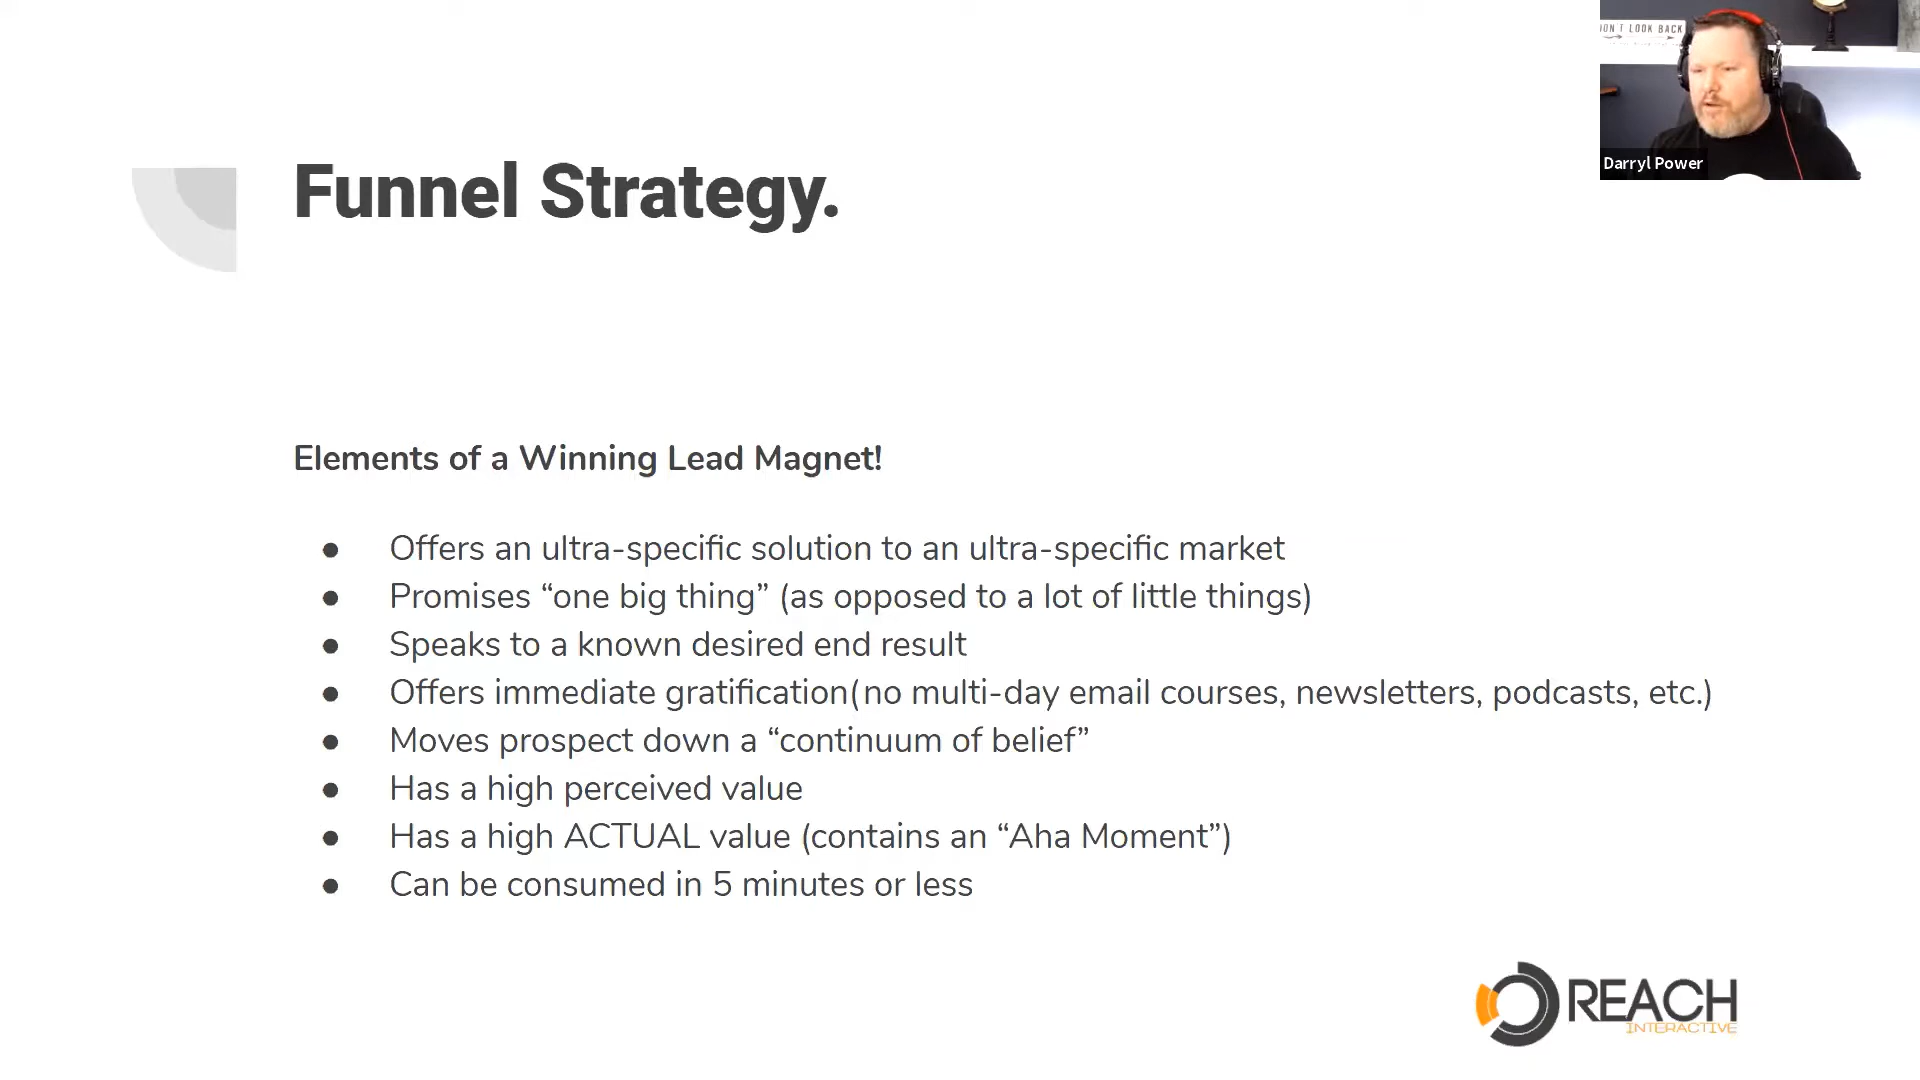 DON'T LOOK BACK
Darryl Power
Funnel Strategy.
Elements of a Winning Lead Magnet!
● Offers an ultra-specific solution to an ultra-specific market
● Promises “one big thing” (as opposed to a lot of little things)
● Speaks to a known desired end result
● Offers immediate gratification(no multi-day email courses, newsletters, podcasts, etc.)
● Moves prospect down a “continuum of belief”
● Has a high perceived value
● Has a high ACTUAL value (contains an “Aha Moment”)
● Can be consumed in 5 minutes or less
REACH
INTERACTIVE